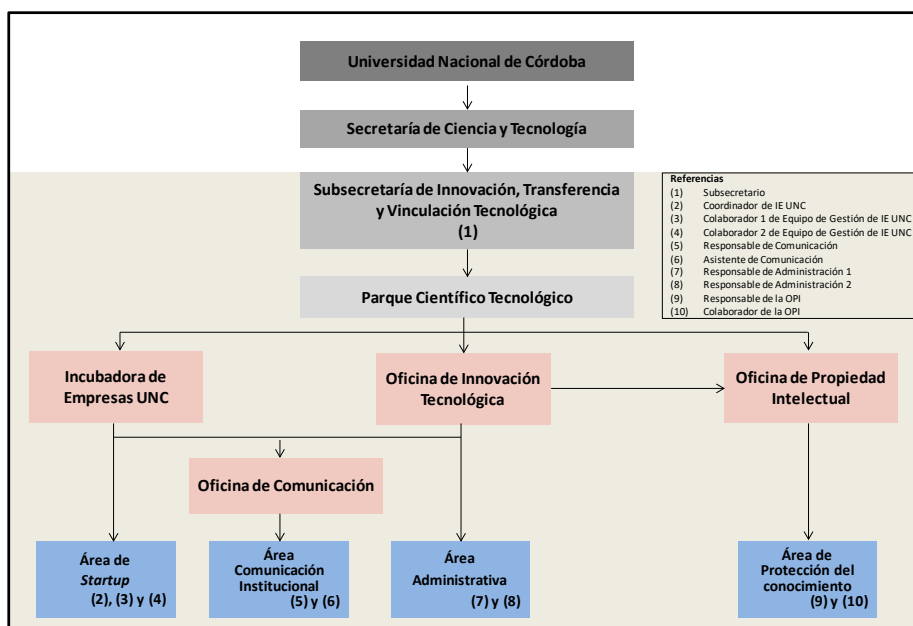 Universidad Nacional de Córdoba
Secretaría de Ciencia y Tecnología
Subsecretaría de Innovación, Transferencia
y Vinculación Tecnológica
(1)
Referencias
(1) Subsecretario
(2) Coordinador de IE UNC
(3) Colaborador 1 de Equipo de Gestión de IE UNC
(4) Colaborador 2 de Equipo de Gestión de IE UNC
(5) Responsable de Comunicación
(6) Asistente de Comunicación
(7) Responsable de Administración 1
(8) Responsable de Administración 2
(9) Responsable de la OPI
(10) Colaborador de la OPI
Parque Científico Tecnológico
Incubadora de
Empresas UNC
Oficina de Innovación
Tecnológica
Oficina de Propiedad
Intelectual
Oficina de Comunicación
Área de
Startup
(2), (3) y (4)
Área
Comunicación
Institucional
(5) y (6)
Área
Administrativa
(7) y (8)
Área de
Protección del
conocimiento
(9) y (10)